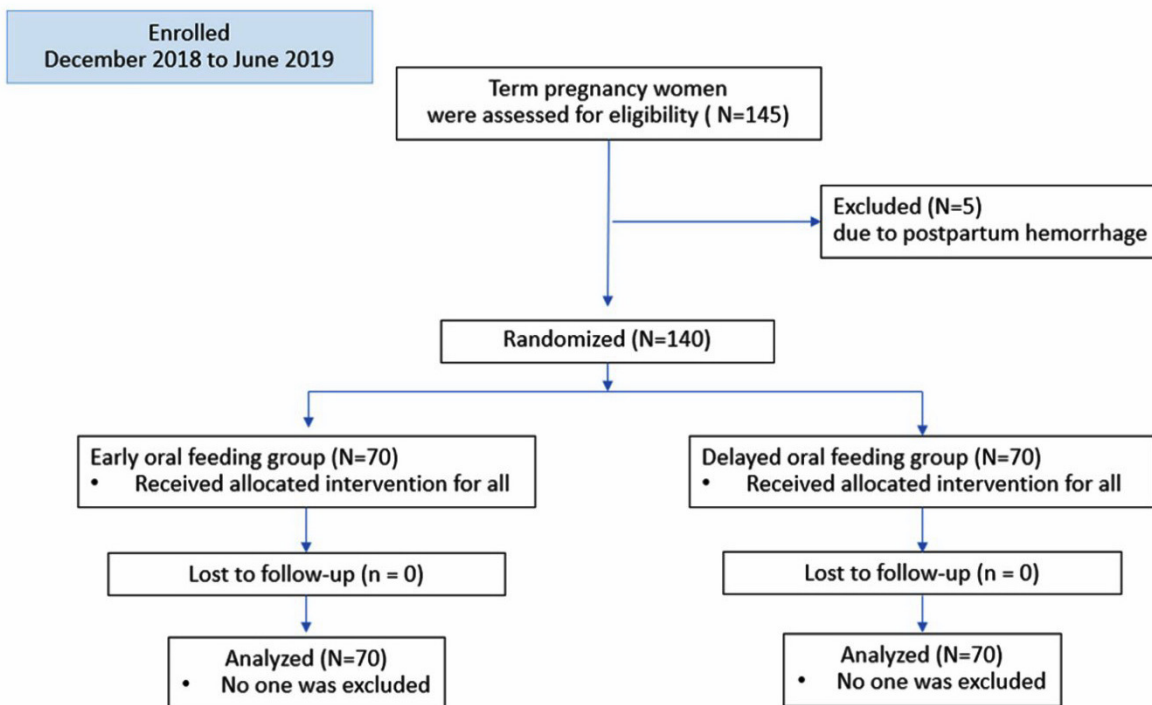 Enrolled
December 2018 to June 2019
Term pregnancy women
were assessed for eligibility ( N=145)
Excluded (N=5)
due to postpartum hemorrhage
Randomized (N=140)
Early oral feeding group (N=70)
• Received allocated intervention for all
Delayed oral feeding group (N=70)
• Received allocated intervention for all
Lost to follow-up (n = 0)
Lost to follow-up (n = 0)
Analyzed (N=70)
• No one was excluded
Analyzed (N=70)
• No one was excluded